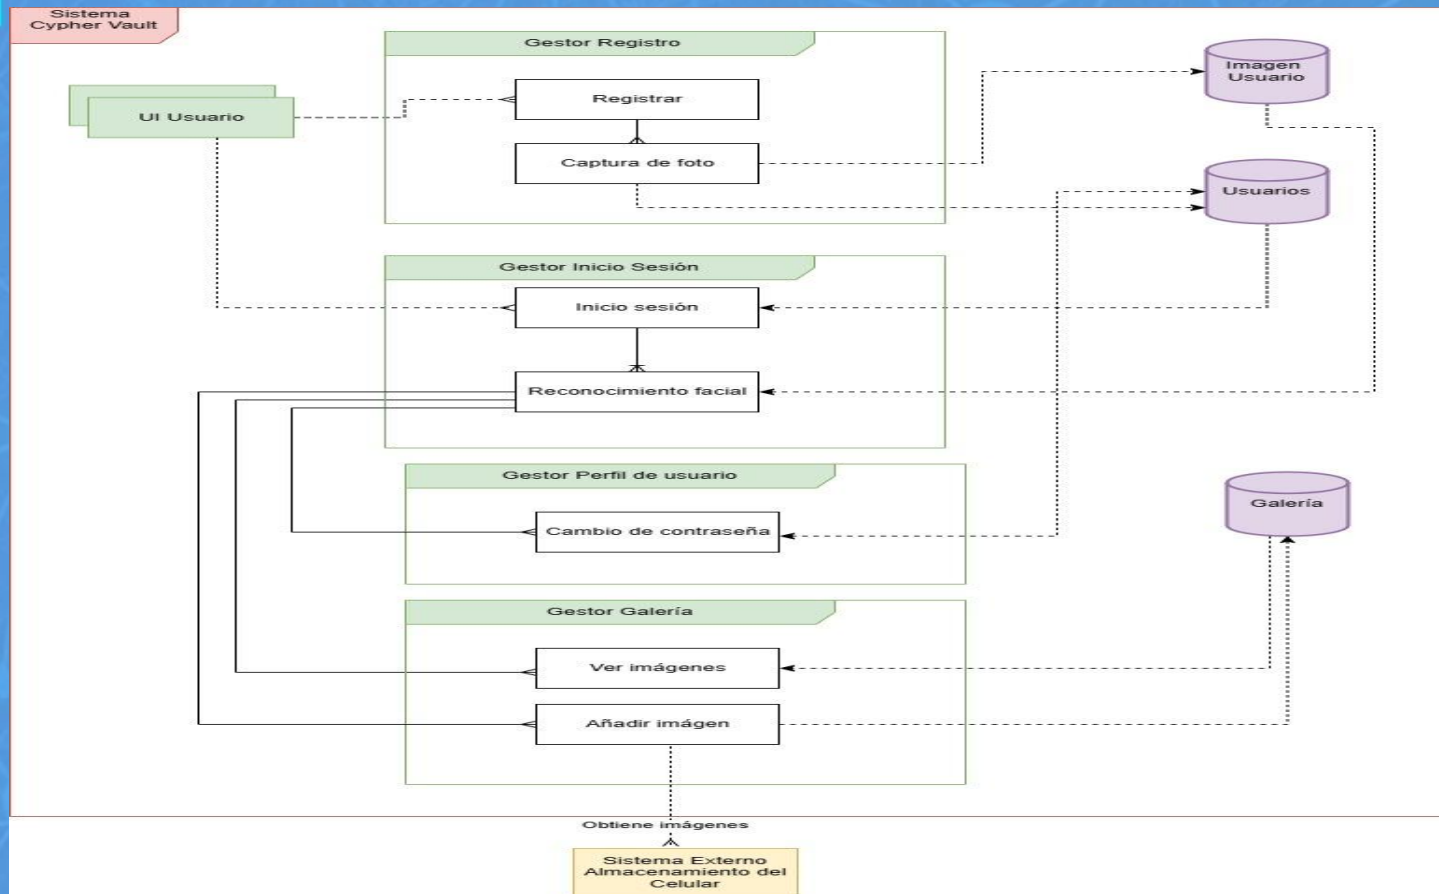 Sistema
Cypher Vault
Gestor Registro
Imagen
Usuario
UI Usuario
Registrar
Captura de foto
Usuarios
Gestor Inicio Sesión
Inicio sesión
Reconocimiento facial
Gestor Perfil de usuario
Cambio de contraseña
Galería
Gestor Galería
Ver imágenes
Añadir imágen
Obtiene imágenes
Sistema Externo
Almacenamiento del
Celular